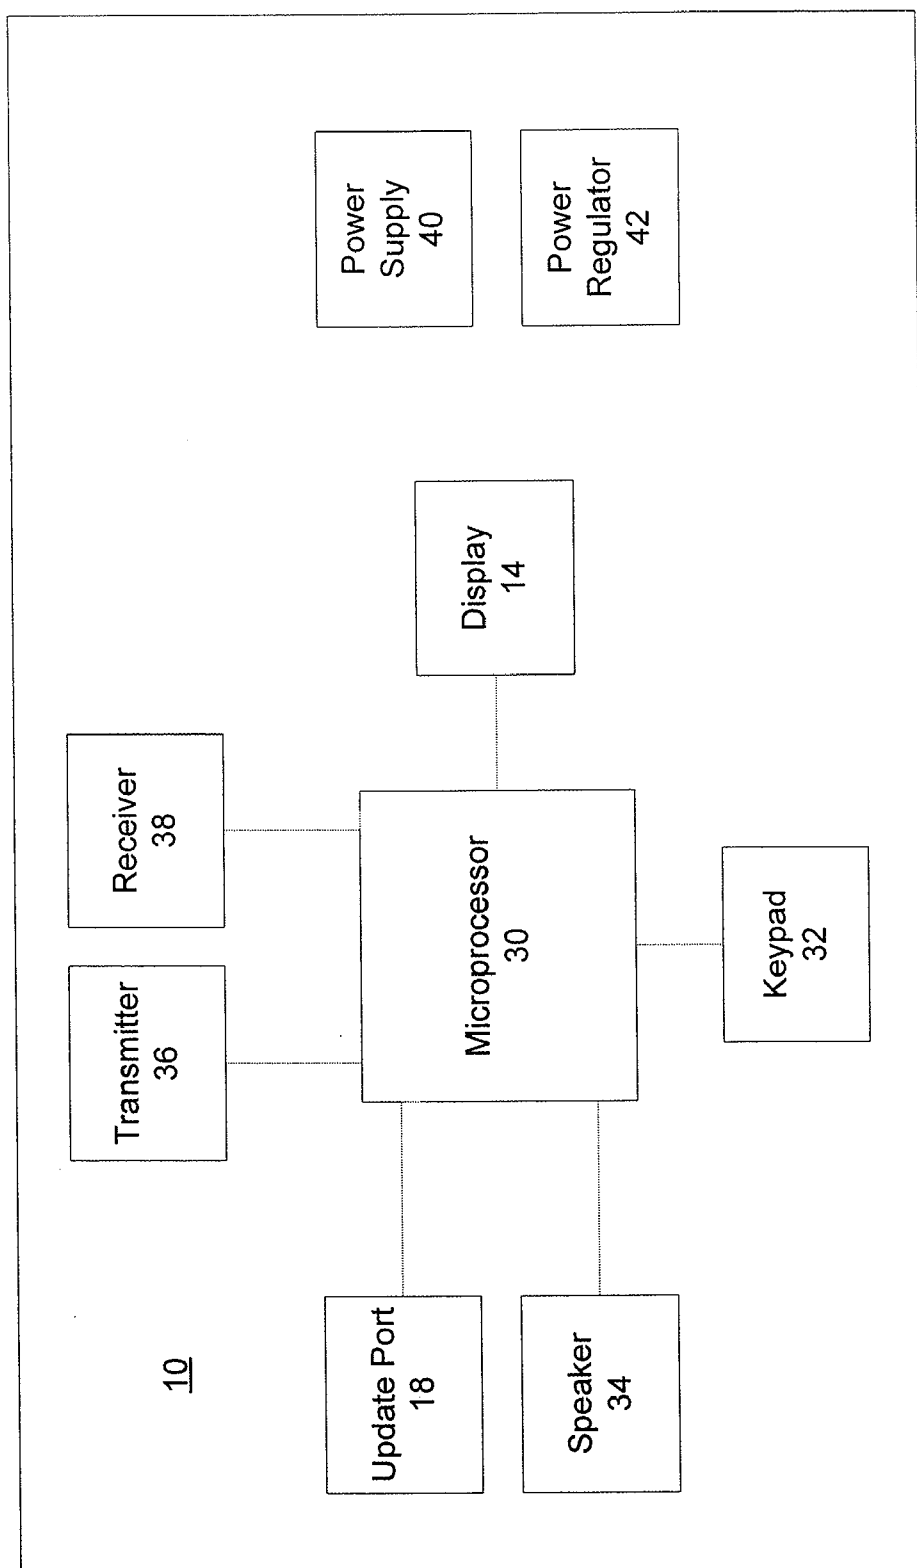 10
Transmitter
36
Receiver
38
Update Port
18
Power
Supply
40
Microprocessor
30
Display
14
Speaker
34
Power
Regulator
42
Keypad
32